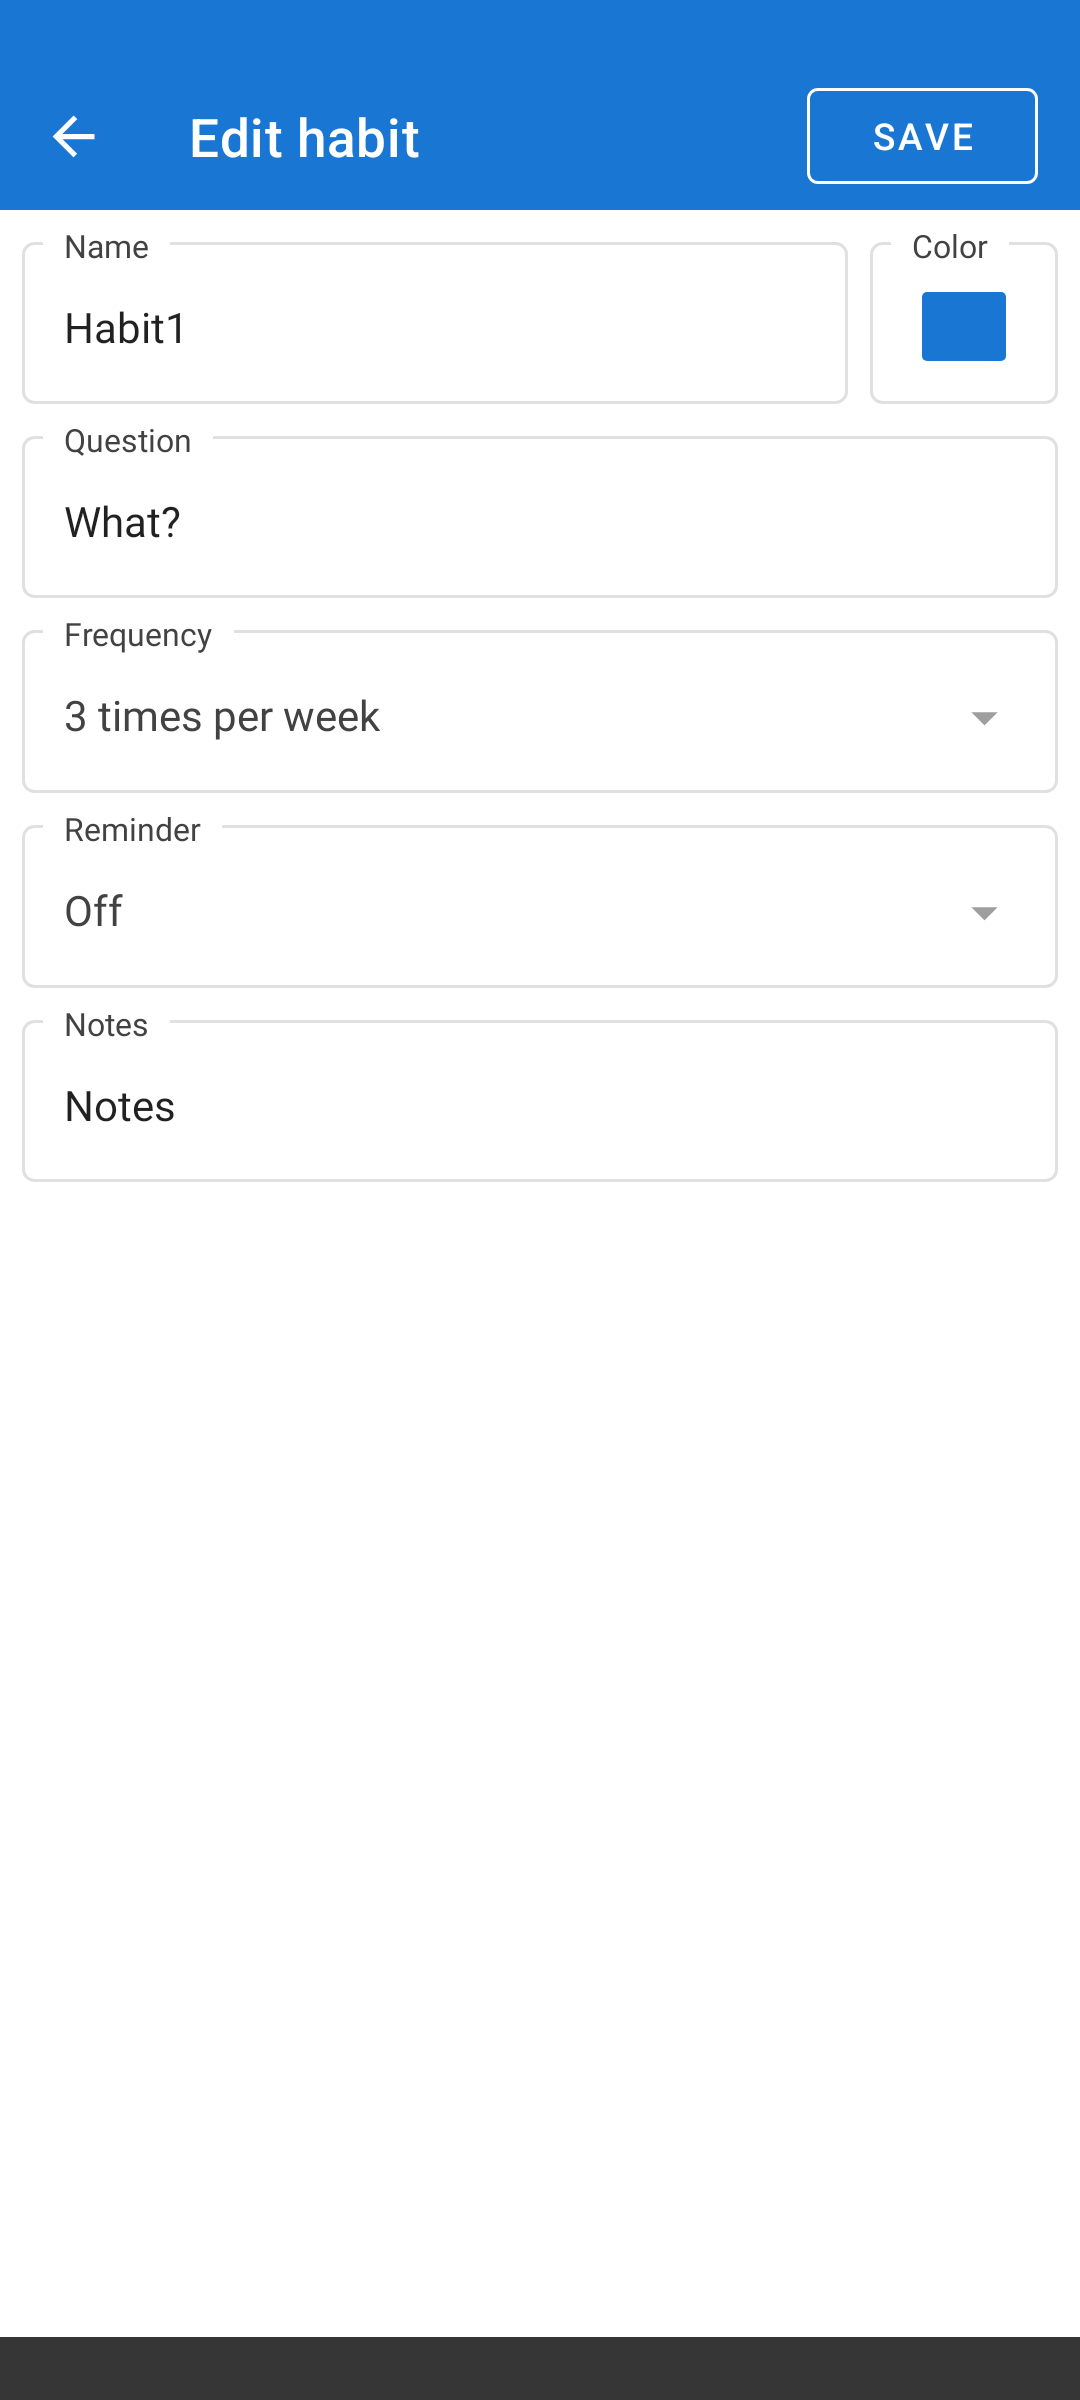 Edit habit
SAVE
Name
Color
Habit1
Question
What?
Frequency
3 times per week
Reminder
Off
Notes
Notes